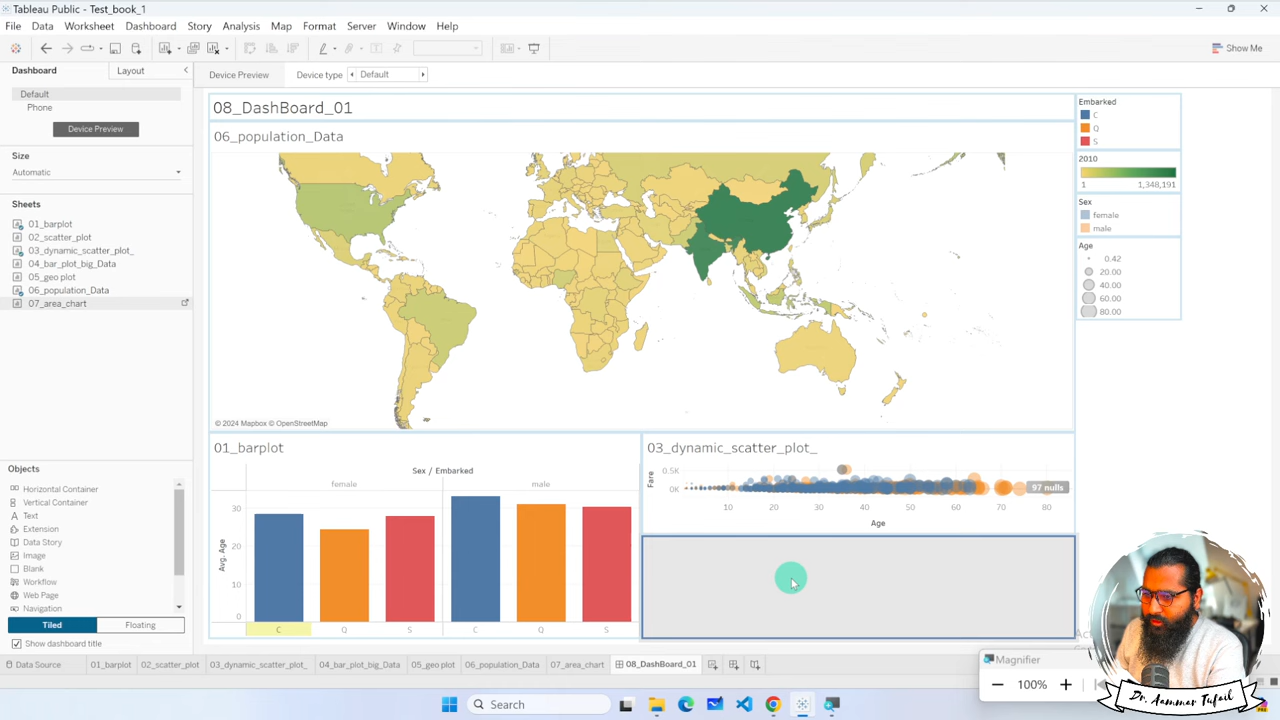 Tableau Public - Test_book_1
File Data Worksheet Dashboard Story Analysis Map Format Server Window Help
Show Me
Dashboard Layout
Default
Phone
Device Preview
Size
Automatic
Sheets
01_barplot
02_scatter_plot
03_dynamic_scatter_plot_
04_bar_plot_big_Data
05_geo plot
06_population_Data
07_area_chart
Objects
Horizontal Container
Vertical Container
Text
Extension
Data Story
Image
Blank
Workflow
Web Page
Navigation
Tiled Floating
Show dashboard title
Device Preview Device type Default
08_DashBoard_01
06_population_Data
© 2024 Mapbox © OpenStreetMap
01_barplot
Sex / Embarked
female male
Avg. Age
30
20
10
0
C Q S C Q S
03_dynamic_scatter_plot_
Fare
0.5K
0K
97 nulls
10 20 30 40 50 60 70 80
Age
Embarked
C
Q
S
2010
1 1,348,191
Sex
female
male
Age
0.42
20.00
40.00
60.00
80.00
Data Source 01_barplot 02_scatter_plot 03_dynamic_scatter_plot_ 04_bar_plot_big_Data 05_geo plot 06_population_Data 07_area_chart 08_DashBoard_01
Magnifier
100%
Search
Dr. Aammar Tufail